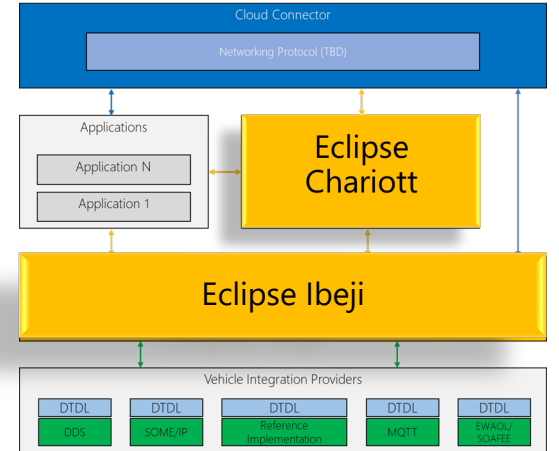 Cloud Connector
Networking Protocol (TBD)
Applications
Application N
Application 1
Eclipse
Chariott
Eclipse Ibeji
Vehicle Integration Providers
DTDL
DTDL
DTDL
DTDL
DTDL
DDS
SOME/IP
Reference
Implementation
MQTT
EWAOL/
SOAFEE